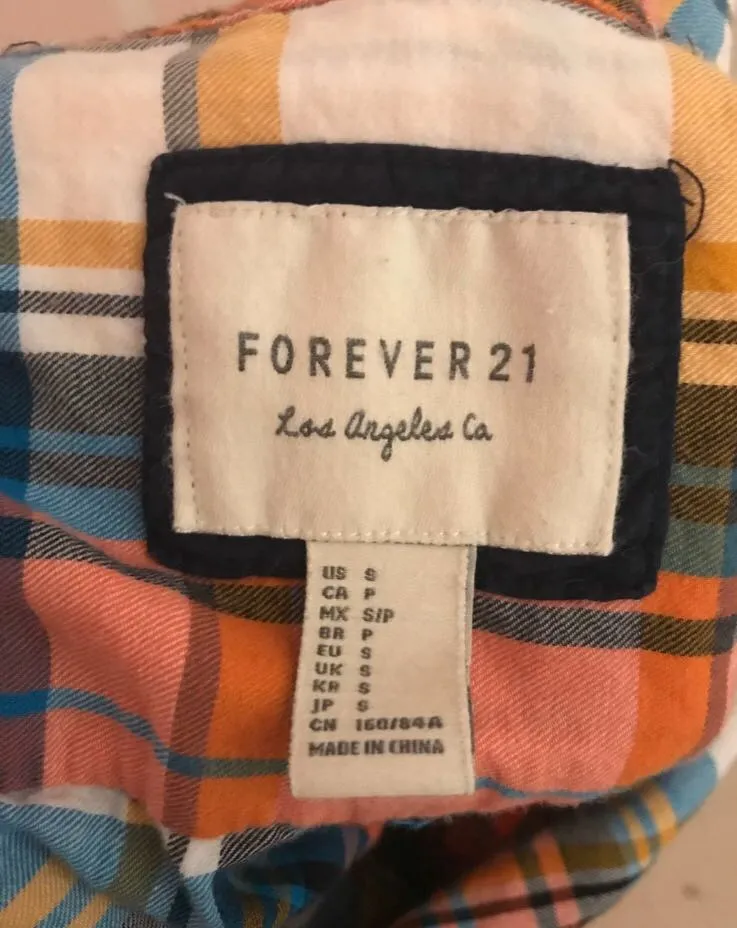 FOREVER 21
Los Angeles Ca
US S
CA P
MX S/P
BR P
EU S
UK S
KR S
JP S
CN 160/84A
MADE IN CHINA